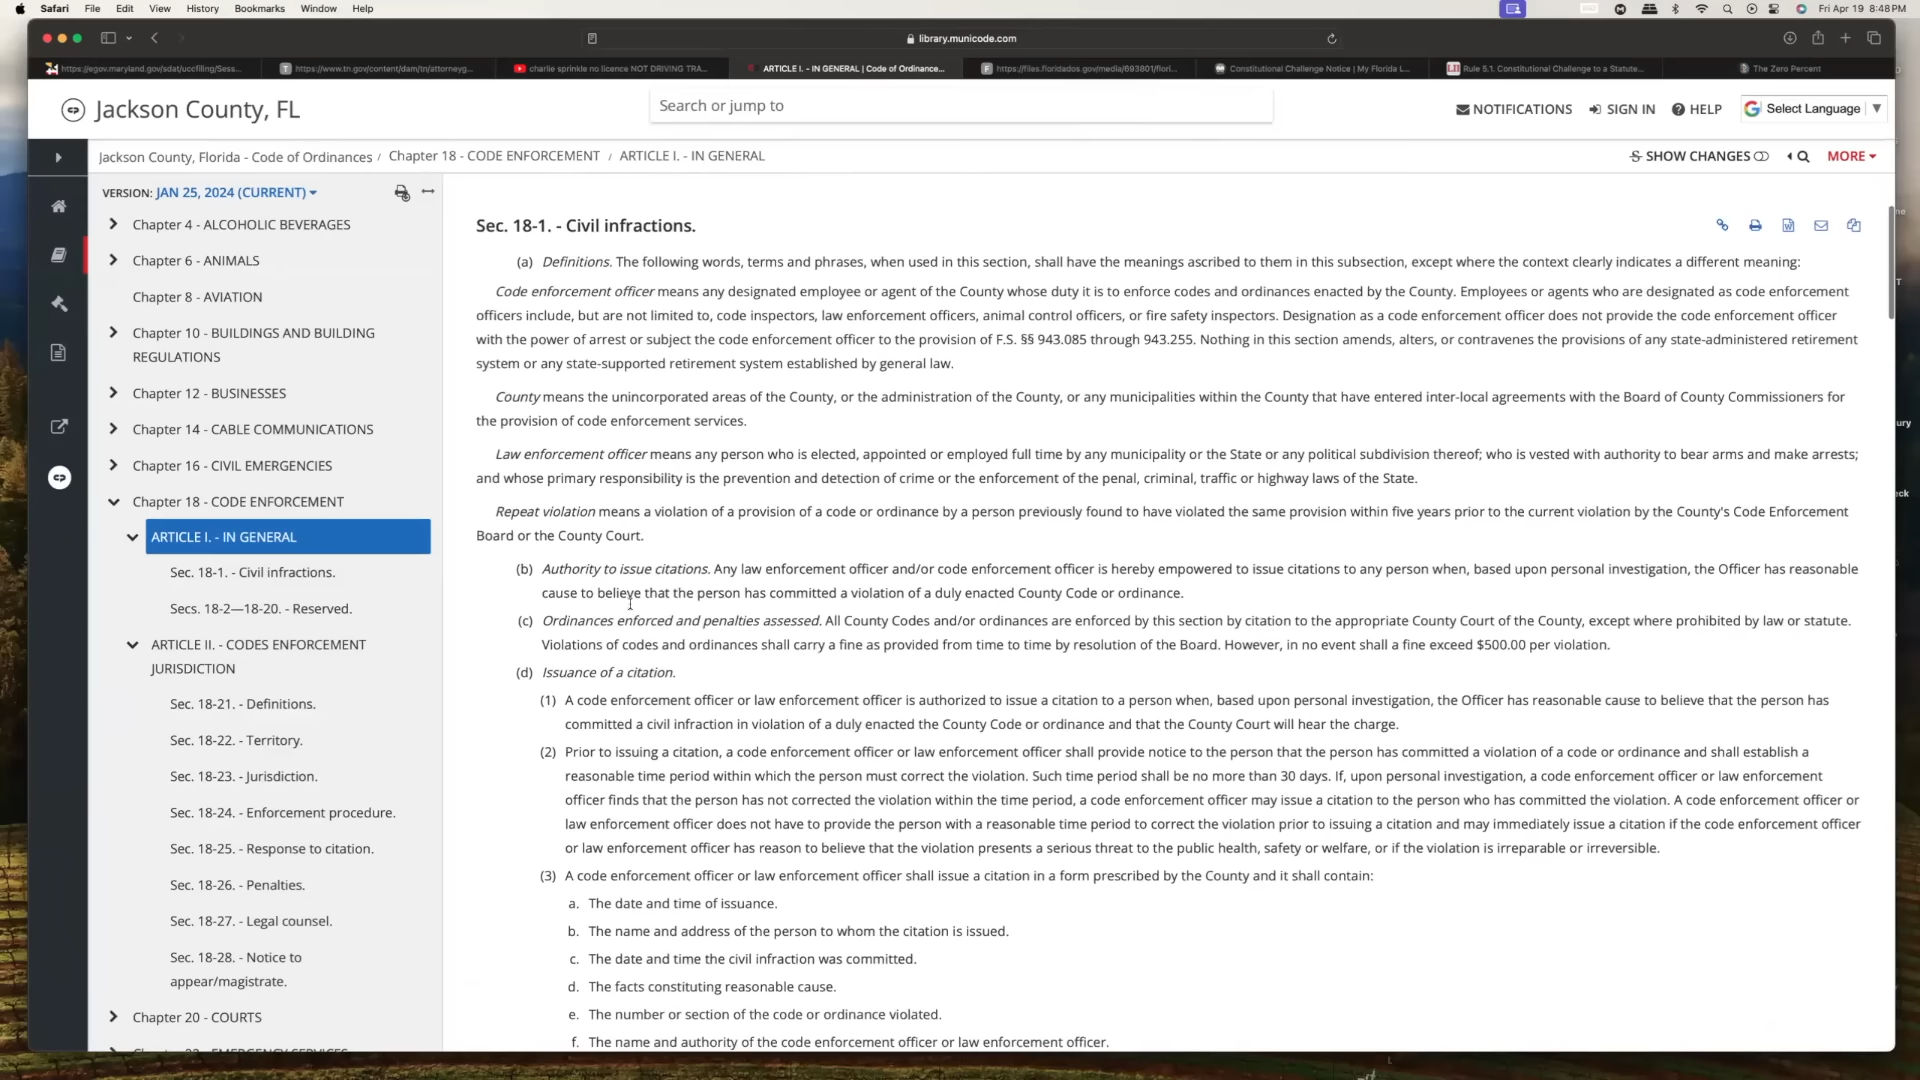 Safari File Edit View History Bookmarks Window Help
Fri Apr 19 8:48 PM
library.municode.com
https://egov.maryland.gov/sdat/uccfiling/Sess...
https://www.tn.gov/content/dam/tn/attorneyg...
charlie sprinkle no licence NOT DRIVING TRA...
ARTICLE I. - IN GENERAL | Code of Ordinance...
https://files.floridados.gov/media/693801/flori...
Constitutional Challenge Notice | My Florida L...
Rule 5.1. Constitutional Challenge to a Statute...
The Zero Percent
Jackson County, FL
Search or jump to
NOTIFICATIONS SIGN IN HELP Select Language ▼
Jackson County, Florida - Code of Ordinances / Chapter 18 - CODE ENFORCEMENT / ARTICLE I. - IN GENERAL
SHOW CHANGES
MORE
VERSION: JAN 25, 2024 (CURRENT)
Chapter 4 - ALCOHOLIC BEVERAGES
Chapter 6 - ANIMALS
Chapter 8 - AVIATION
Chapter 10 - BUILDINGS AND BUILDING
REGULATIONS
Chapter 12 - BUSINESSES
Chapter 14 - CABLE COMMUNICATIONS
Chapter 16 - CIVIL EMERGENCIES
Chapter 18 - CODE ENFORCEMENT
ARTICLE I. - IN GENERAL
Sec. 18-1. - Civil infractions.
Secs. 18-2—18-20. - Reserved.
ARTICLE II. - CODES ENFORCEMENT
JURISDICTION
Sec. 18-21. - Definitions.
Sec. 18-22. - Territory.
Sec. 18-23. - Jurisdiction.
Sec. 18-24. - Enforcement procedure.
Sec. 18-25. - Response to citation.
Sec. 18-26. - Penalties.
Sec. 18-27. - Legal counsel.
Sec. 18-28. - Notice to
appear/magistrate.
Chapter 20 - COURTS
Sec. 18-1. - Civil infractions.
(a) Definitions. The following words, terms and phrases, when used in this section, shall have the meanings ascribed to them in this subsection, except where the context clearly indicates a different meaning:
Code enforcement officer means any designated employee or agent of the County whose duty it is to enforce codes and ordinances enacted by the County. Employees or agents who are designated as code enforcement
officers include, but are not limited to, code inspectors, law enforcement officers, animal control officers, or fire safety inspectors. Designation as a code enforcement officer does not provide the code enforcement officer
with the power of arrest or subject the code enforcement officer to the provision of F.S. §§ 943.085 through 943.255. Nothing in this section amends, alters, or contravenes the provisions of any state-administered retirement
system or any state-supported retirement system established by general law.
County means the unincorporated areas of the County, or the administration of the County, or any municipalities within the County that have entered inter-local agreements with the Board of County Commissioners for
the provision of code enforcement services.
Law enforcement officer means any person who is elected, appointed or employed full time by any municipality or the State or any political subdivision thereof; who is vested with authority to bear arms and make arrests;
and whose primary responsibility is the prevention and detection of crime or the enforcement of the penal, criminal, traffic or highway laws of the State.
Repeat violation means a violation of a provision of a code or ordinance by a person previously found to have violated the same provision within five years prior to the current violation by the County's Code Enforcement
Board or the County Court.
(b) Authority to issue citations. Any law enforcement officer and/or code enforcement officer is hereby empowered to issue citations to any person when, based upon personal investigation, the Officer has reasonable
cause to believe that the person has committed a violation of a duly enacted County Code or ordinance.
(c) Ordinances enforced and penalties assessed. All County Codes and/or ordinances are enforced by this section by citation to the appropriate County Court of the County, except where prohibited by law or statute.
Violations of codes and ordinances shall carry a fine as provided from time to time by resolution of the Board. However, in no event shall a fine exceed $500.00 per violation.
(d) Issuance of a citation.
(1) A code enforcement officer or law enforcement officer is authorized to issue a citation to a person when, based upon personal investigation, the Officer has reasonable cause to believe that the person has
committed a civil infraction in violation of a duly enacted the County Code or ordinance and that the County Court will hear the charge.
(2) Prior to issuing a citation, a code enforcement officer or law enforcement officer shall provide notice to the person that the person has committed a violation of a code or ordinance and shall establish a
reasonable time period within which the person must correct the violation. Such time period shall be no more than 30 days. If, upon personal investigation, a code enforcement officer or law enforcement
officer finds that the person has not corrected the violation within the time period, a code enforcement officer may issue a citation to the person who has committed the violation. A code enforcement officer or
law enforcement officer does not have to provide the person with a reasonable time period to correct the violation prior to issuing a citation and may immediately issue a citation if the code enforcement officer
or law enforcement officer has reason to believe that the violation presents a serious threat to the public health, safety or welfare, or if the violation is irreparable or irreversible.
(3) A code enforcement officer or law enforcement officer shall issue a citation in a form prescribed by the County and it shall contain:
a. The date and time of issuance.
b. The name and address of the person to whom the citation is issued.
c. The date and time the civil infraction was committed.
d. The facts constituting reasonable cause.
e. The number or section of the code or ordinance violated.
f. The name and authority of the code enforcement officer or law enforcement officer.